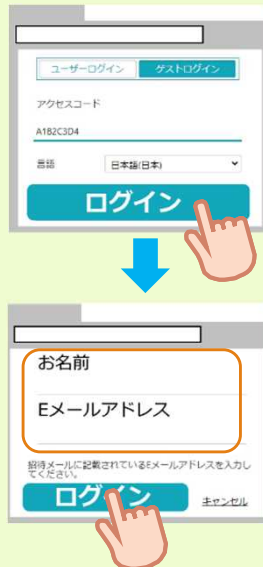 ユーザーログイン ゲストログイン
アクセスコード
A1B2C3D4
言語 日本語(日本)
ログイン
お名前
Eメールアドレス
招待メールに記載されているEメールアドレスを入力し
てください。
ログイン キャンセル